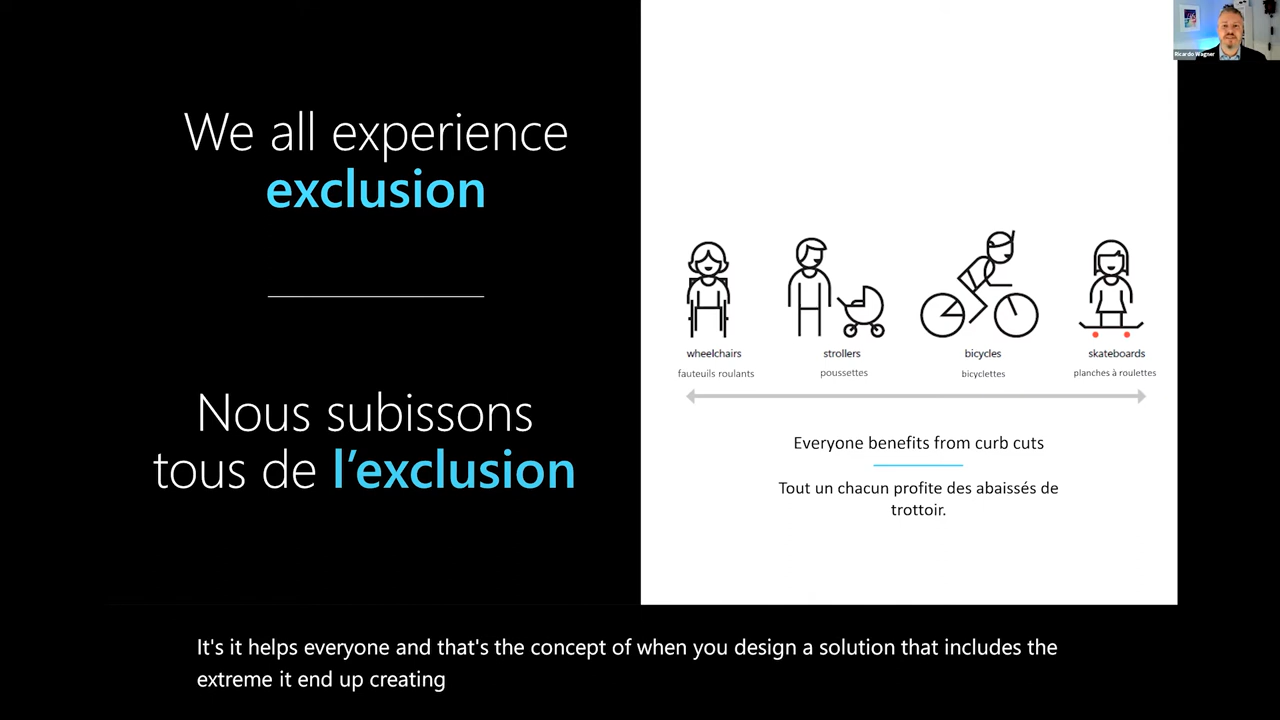 We all experience
exclusion
Nous subissons
tous de l'exclusion
Ricardo Wagner
wheelchairs
fauteuils roulants
strollers
poussettes
bicycles
bicyclettes
skateboards
planches à roulettes
Everyone benefits from curb cuts
Tout un chacun profite des abaissés de
trottoir.
It's it helps everyone and that's the concept of when you design a solution that includes the
extreme it end up creating